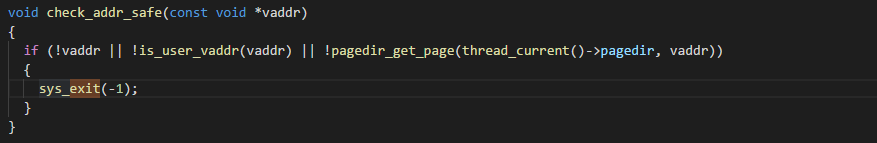 void check_addr_safe(const void *vaddr)
{
  if (!vaddr || !is_user_vaddr(vaddr) || !pagedir_get_page(thread_current()->pagedir, vaddr))
  {
    sys_exit(-1);
  }
}